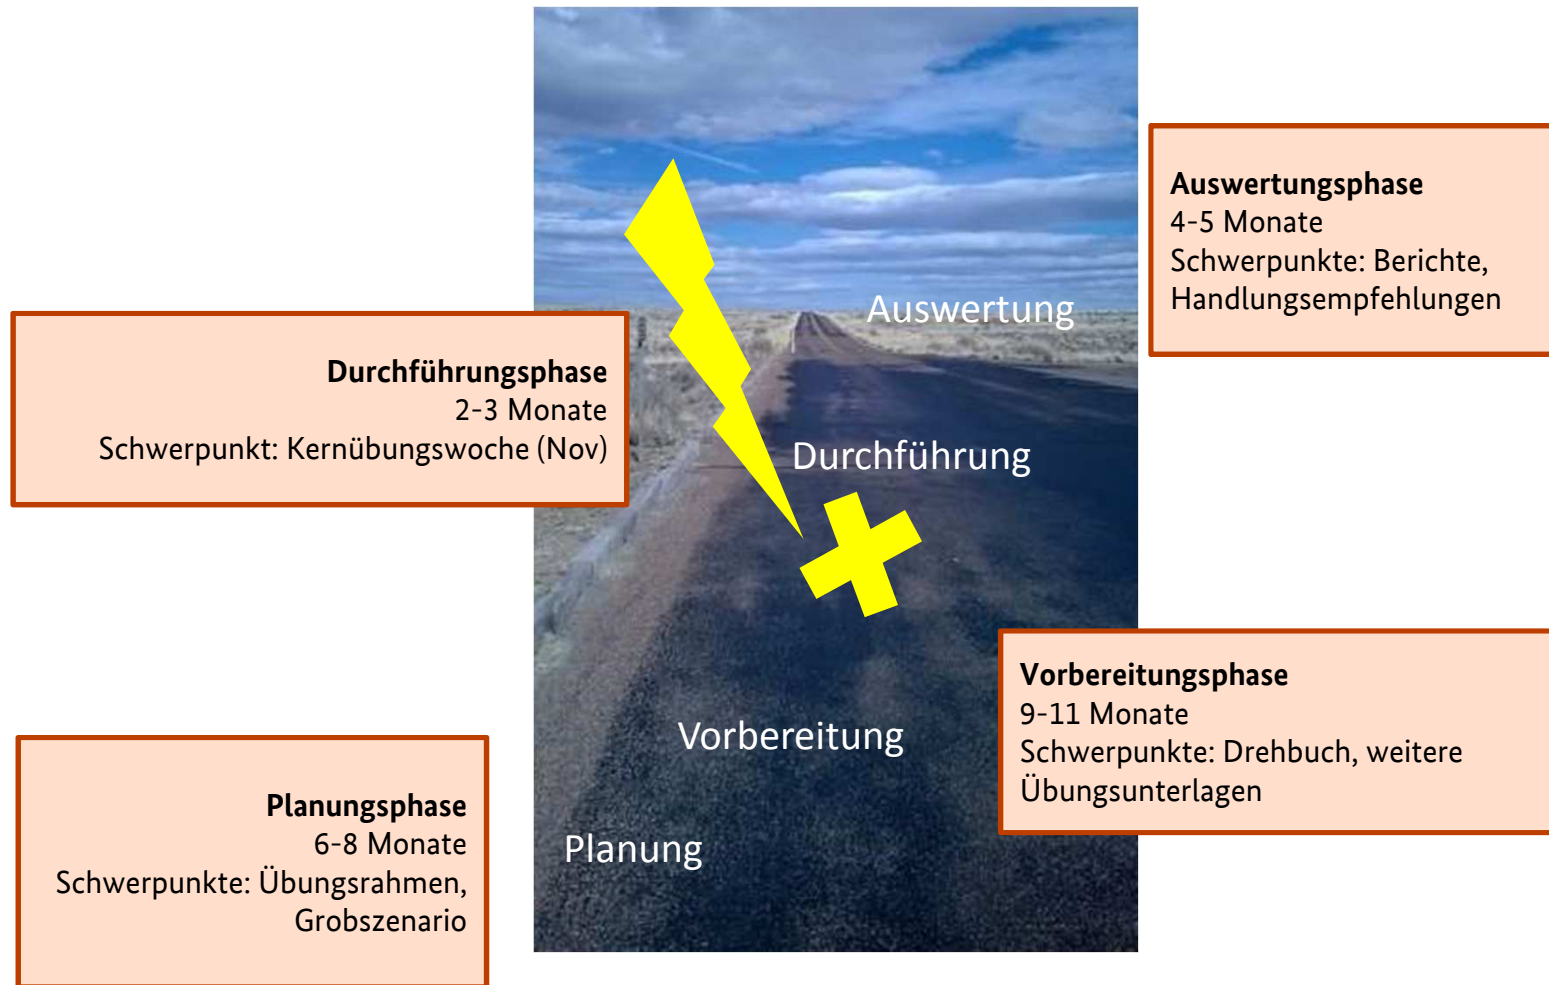 Auswertungsphase
4-5 Monate
Schwerpunkte: Berichte,
Handlungsempfehlungen
Auswertung
Durchführungsphase
2-3 Monate
Schwerpunkt: Kernübungswoche (Nov)
Durchführung
Vorbereitungsphase
9-11 Monate
Schwerpunkte: Drehbuch, weitere
Übungsunterlagen
Vorbereitung
Planungsphase
6-8 Monate
Schwerpunkte: Übungsrahmen,
Grobszenario
Planung